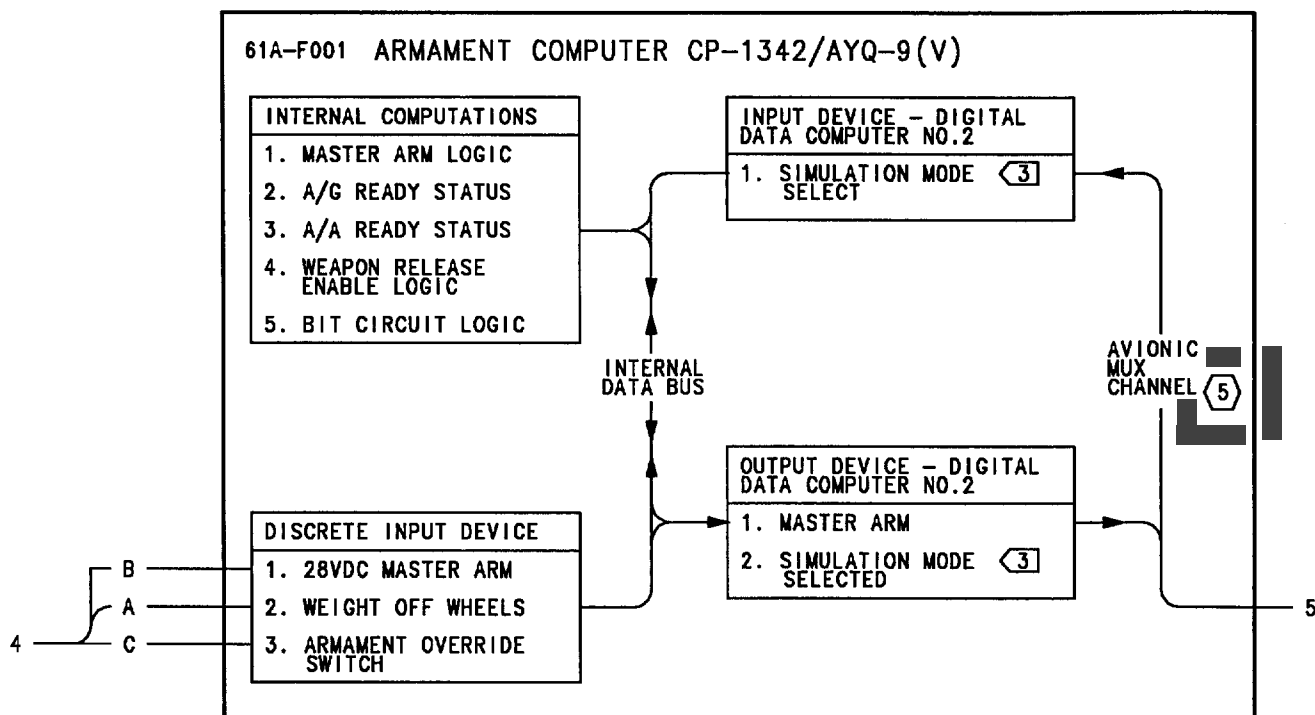 61A-F001 ARMAMENT COMPUTER CP-1342/AYQ-9(V)
INTERNAL COMPUTATIONS
1. MASTER ARM LOGIC
2. A/G READY STATUS
3. A/A READY STATUS
4. WEAPON RELEASE
ENABLE LOGIC
5. BIT CIRCUIT LOGIC
INPUT DEVICE - DIGITAL
DATA COMPUTER NO.2
1. SIMULATION MODE 3
SELECT
INTERNAL
DATA BUS
AVIONIC
MUX
CHANNEL 5
DISCRETE INPUT DEVICE
1. 28VDC MASTER ARM
2. WEIGHT OFF WHEELS
3. ARMAMENT OVERRIDE
SWITCH
B
A
4 C
OUTPUT DEVICE - DIGITAL
DATA COMPUTER NO.2
1. MASTER ARM
2. SIMULATION MODE 3
SELECTED
5